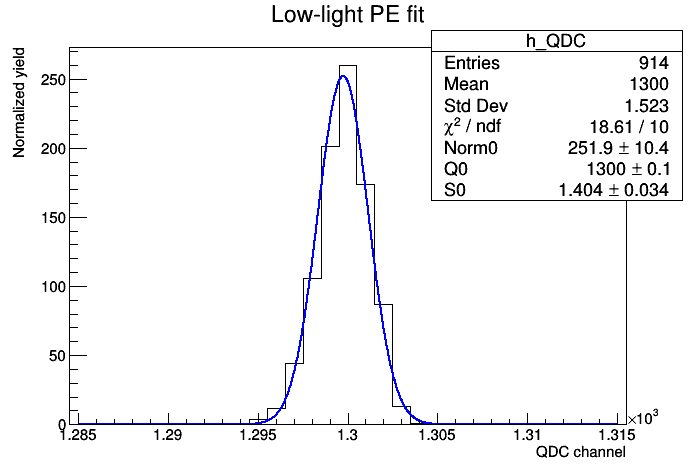 Low-light PE fit
h_QDC
Entries 914
Mean 1300
Std Dev 1.523
χ² / ndf 18.61 / 10
Norm0 251.9 ± 10.4
Q0 1300 ± 0.1
S0 1.404 ± 0.034
Normalized yield
250
200
150
100
50
0
1.285 1.29 1.295 1.3 1.305 1.31 1.315
×10³
QDC channel